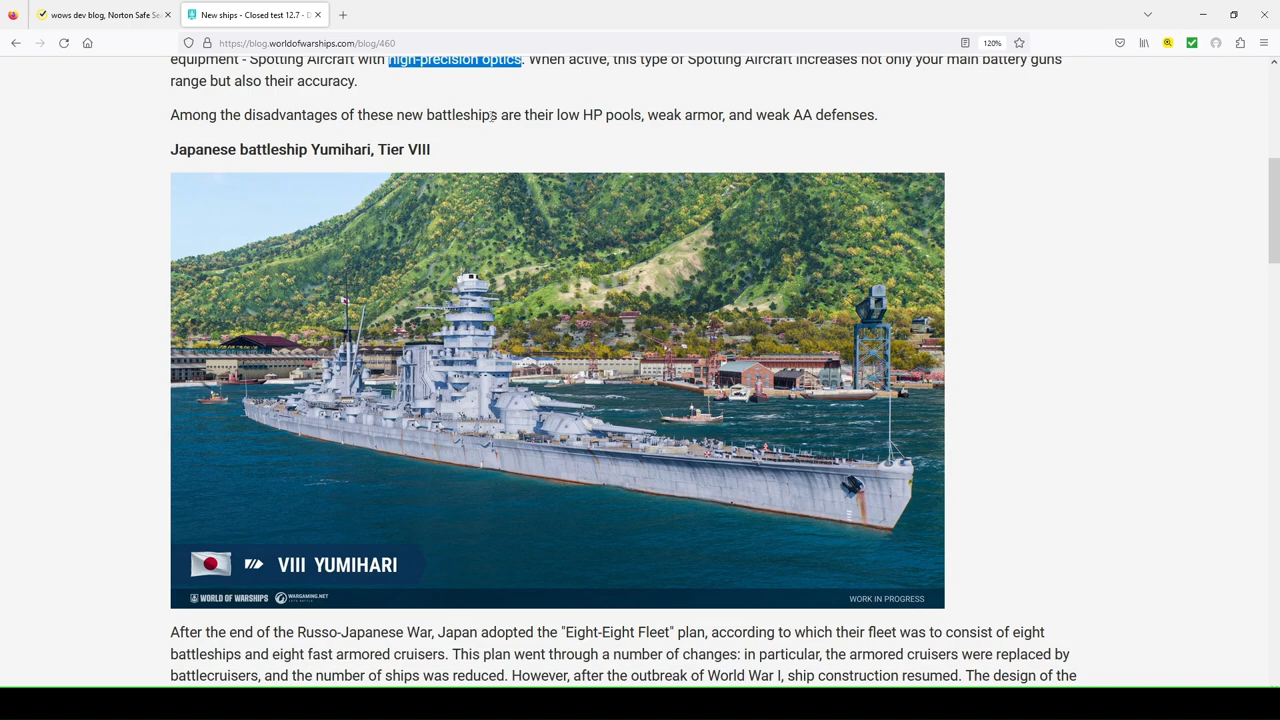 wows dev blog, Norton Safe Se
New ships - Closed test 12.7 - D
https://blog.worldofwarships.com/blog/460
120%
equipment - Spotting Aircraft with high-precision optics. When active, this type of Spotting Aircraft increases not only your main battery guns
range but also their accuracy.
Among the disadvantages of these new battleships are their low HP pools, weak armor, and weak AA defenses.
Japanese battleship Yumihari, Tier VIII
VIII YUMIHARI
WORLD OF WARSHIPS
WARGAMING.NET
LET'S BATTLE
WORK IN PROGRESS
After the end of the Russo-Japanese War, Japan adopted the "Eight-Eight Fleet" plan, according to which their fleet was to consist of eight
battleships and eight fast armored cruisers. This plan went through a number of changes: in particular, the armored cruisers were replaced by
battlecruisers, and the number of ships was reduced. However, after the outbreak of World War I, ship construction resumed. The design of the